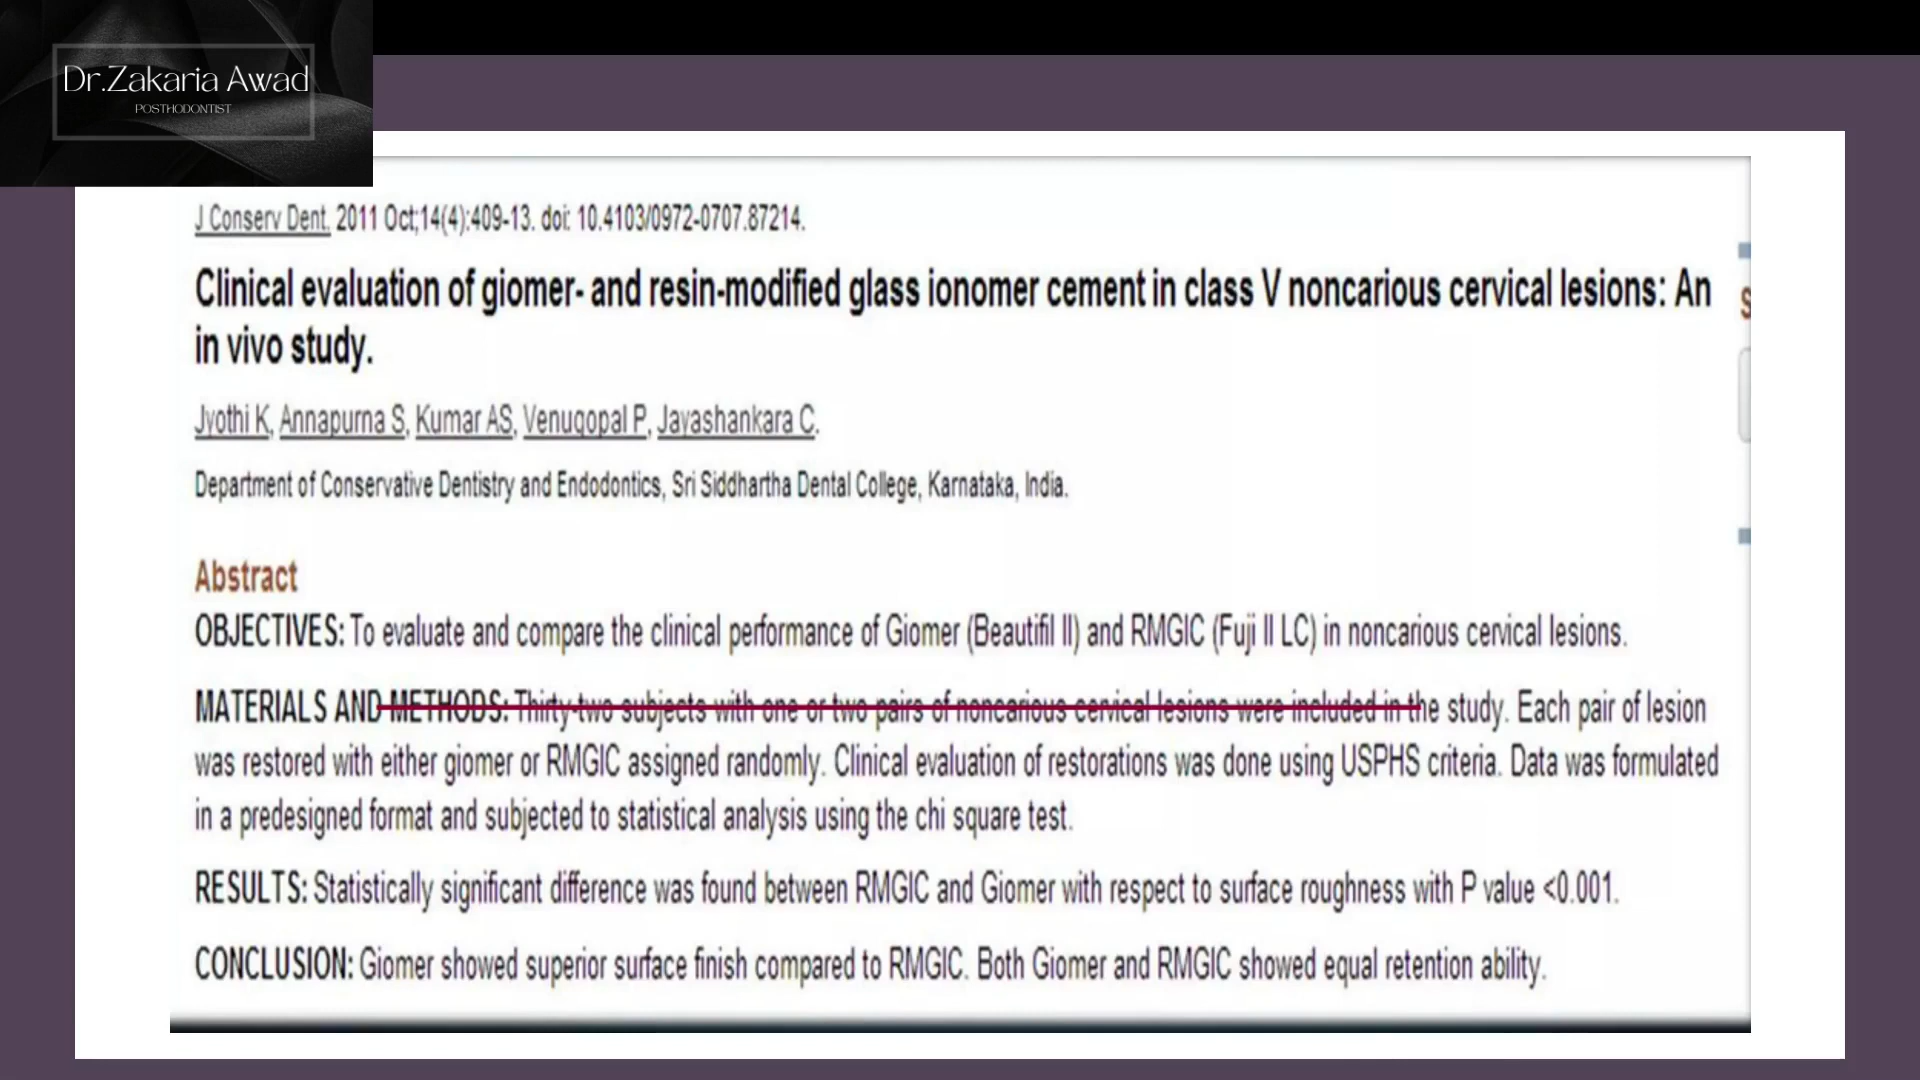 Dr.Zakaria Awad
POSTHODONTIST
J Conserv Dent. 2011 Oct;14(4):409-13. doi: 10.4103/0972-0707.87214.
Clinical evaluation of giomer- and resin-modified glass ionomer cement in class V noncarious cervical lesions: An
in vivo study.
Jyothi K, Annapurna S, Kumar AS, Venugopal P, Jayashankara C.
Department of Conservative Dentistry and Endodontics, Sri Siddhartha Dental College, Karnataka, India.
Abstract
OBJECTIVES: To evaluate and compare the clinical performance of Giomer (Beautifil II) and RMGIC (Fuji II LC) in noncarious cervical lesions.
MATERIALS AND METHODS: Thirty-two subjects with one or two pairs of noncarious cervical lesions were included in the study. Each pair of lesion
was restored with either giomer or RMGIC assigned randomly. Clinical evaluation of restorations was done using USPHS criteria. Data was formulated
in a predesigned format and subjected to statistical analysis using the chi square test.
RESULTS: Statistically significant difference was found between RMGIC and Giomer with respect to surface roughness with P value <0.001.
CONCLUSION: Giomer showed superior surface finish compared to RMGIC. Both Giomer and RMGIC showed equal retention ability.